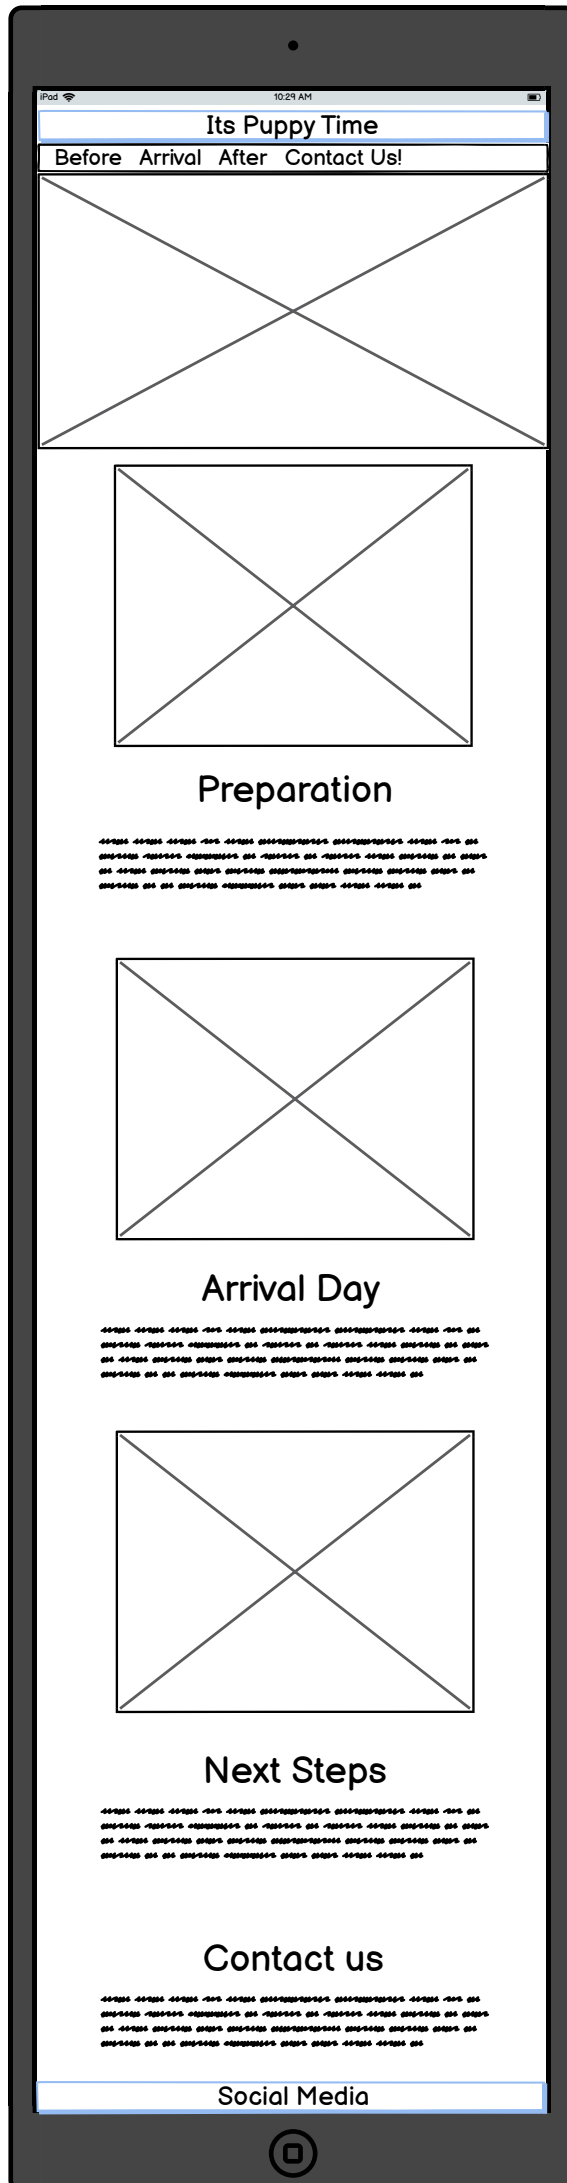 iPad 10:29 AM
Its Puppy Time
Before Arrival After Contact Us!
Preparation
Arrival Day
Next Steps
Contact us
Social Media